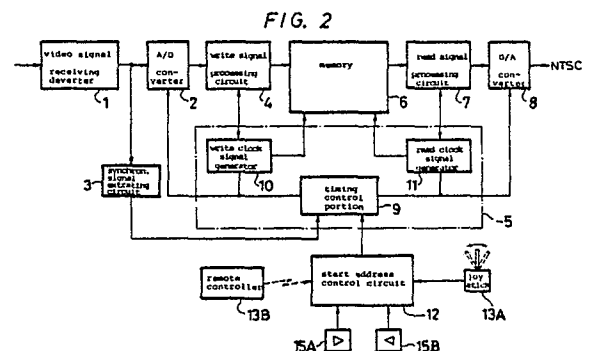 FIG. 2
video signal
receiving deverter
1
A/D
con-
verter
2
write signal
processing circuit
4
memory
6
read signal
processing circuit
7
D/A
con-
verter
8
NTSC
synchron.
signal
extrating
circuit
3
write clock
signal
generator
10
read clock
signal
generator
11
timing
control
portion
9
5
remote
controller
13B
start address
control circuit
12
joy
stick
13A
15A
15B